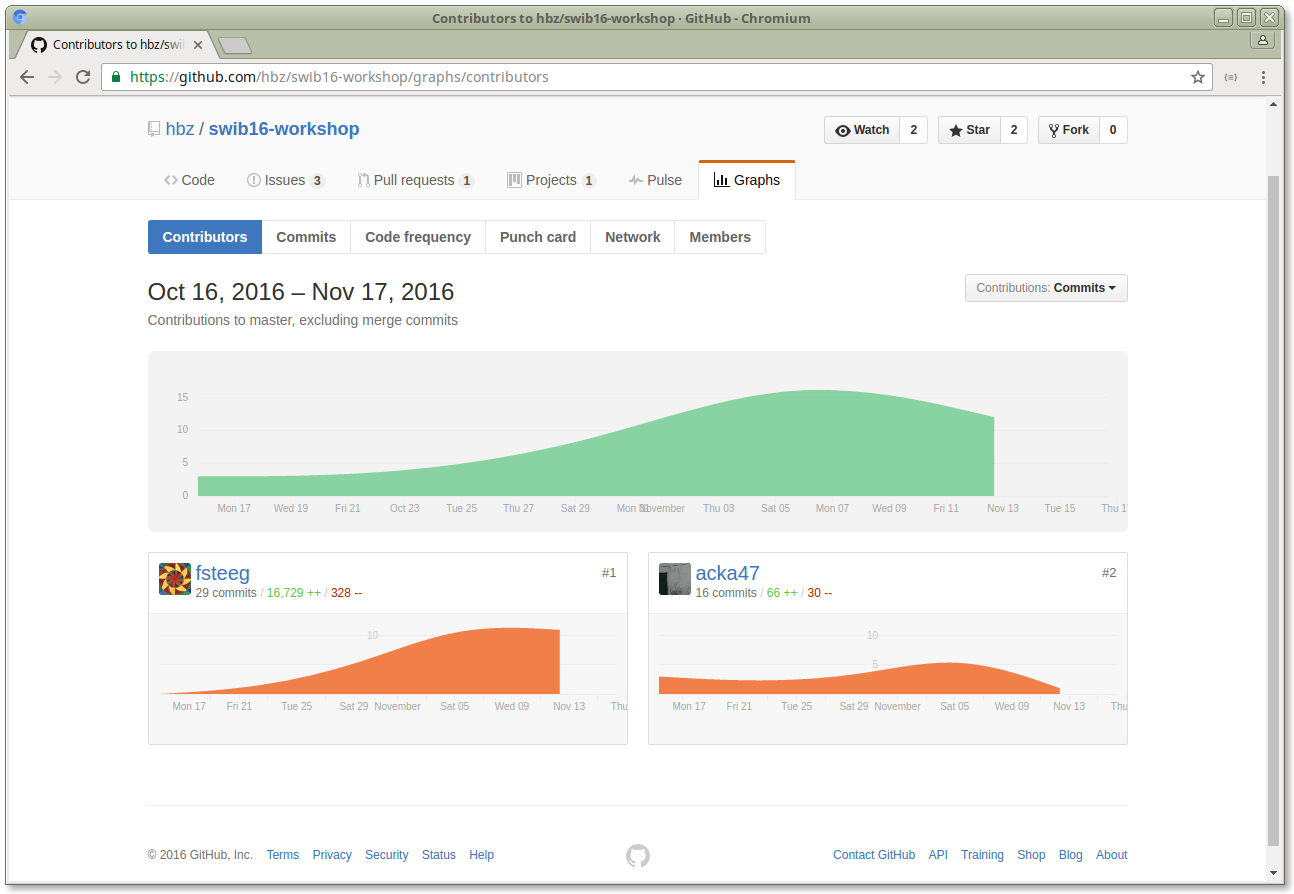 Contributors to hbz/swib16-workshop · GitHub - Chromium
Contributors to hbz/swi
https://github.com/hbz/swib16-workshop/graphs/contributors
hbz / swib16-workshop
Watch 2 Star 2 Fork 0
Code Issues 3 Pull requests 1 Projects 1 Pulse Graphs
Contributors Commits Code frequency Punch card Network Members
Oct 16, 2016 – Nov 17, 2016
Contributions: Commits
Contributions to master, excluding merge commits
15
10
5
0
Mon 17 Wed 19 Fri 21 Oct 23 Tue 25 Thu 27 Sat 29 Mon 31 November Thu 03 Sat 05 Mon 07 Wed 09 Fri 11 Nov 13 Tue 15 Thu 17
fsteeg #1
29 commits / 16,729 ++ / 328 --
10
Mon 17 Fri 21 Tue 25 Sat 29 November Sat 05 Wed 09 Nov 13 Thu
acka47 #2
16 commits / 66 ++ / 30 --
10
5
Mon 17 Fri 21 Tue 25 Sat 29 November Sat 05 Wed 09 Nov 13 Thu
© 2016 GitHub, Inc. Terms Privacy Security Status Help
Contact GitHub API Training Shop Blog About